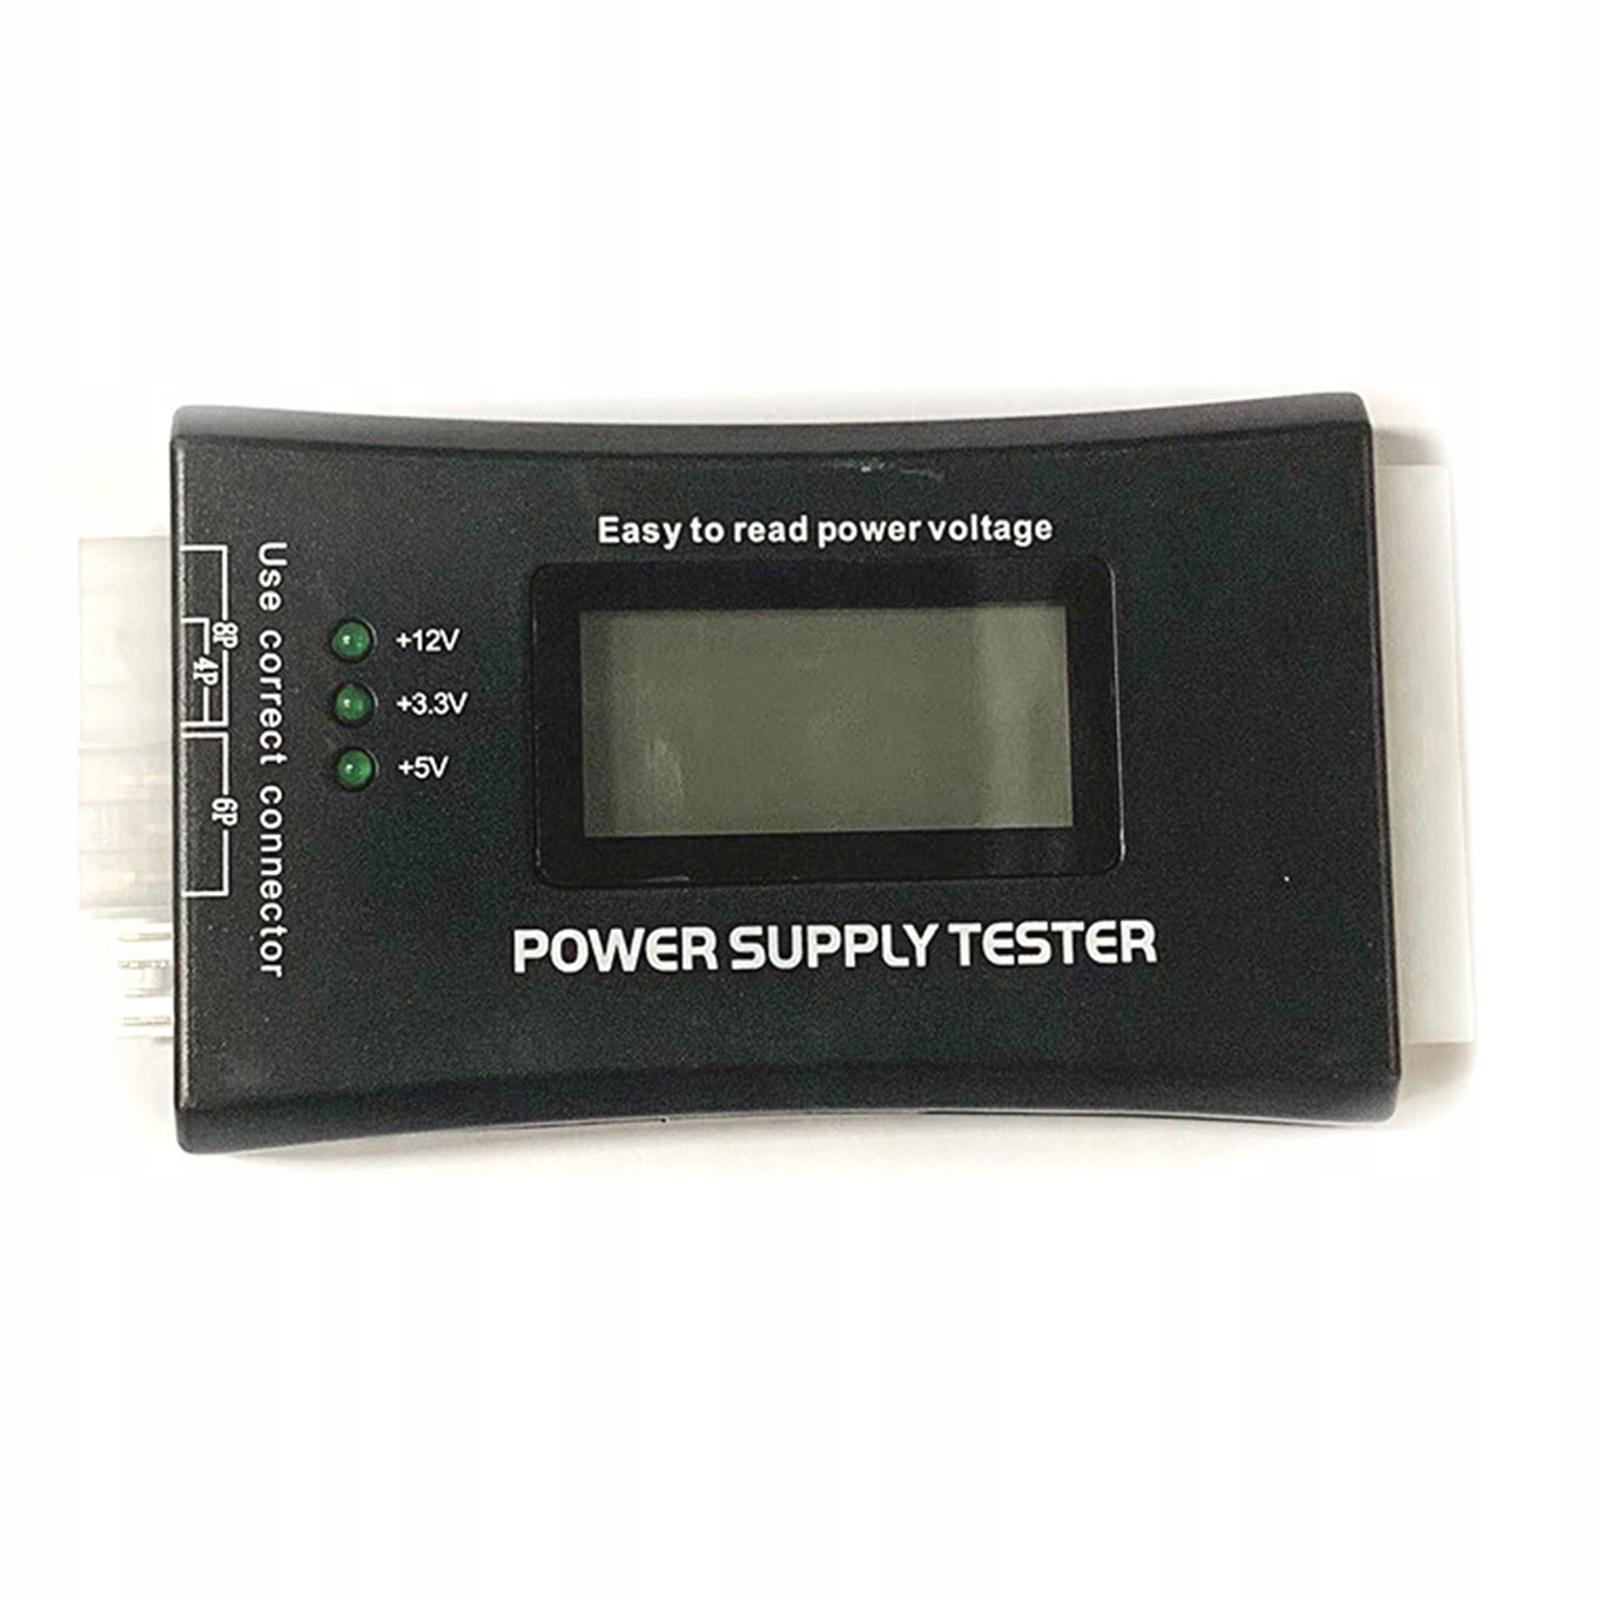 Easy to read power voltage
Use correct connector
8P
4P
6P
+12V
+3.3V
+5V
POWER SUPPLY TESTER